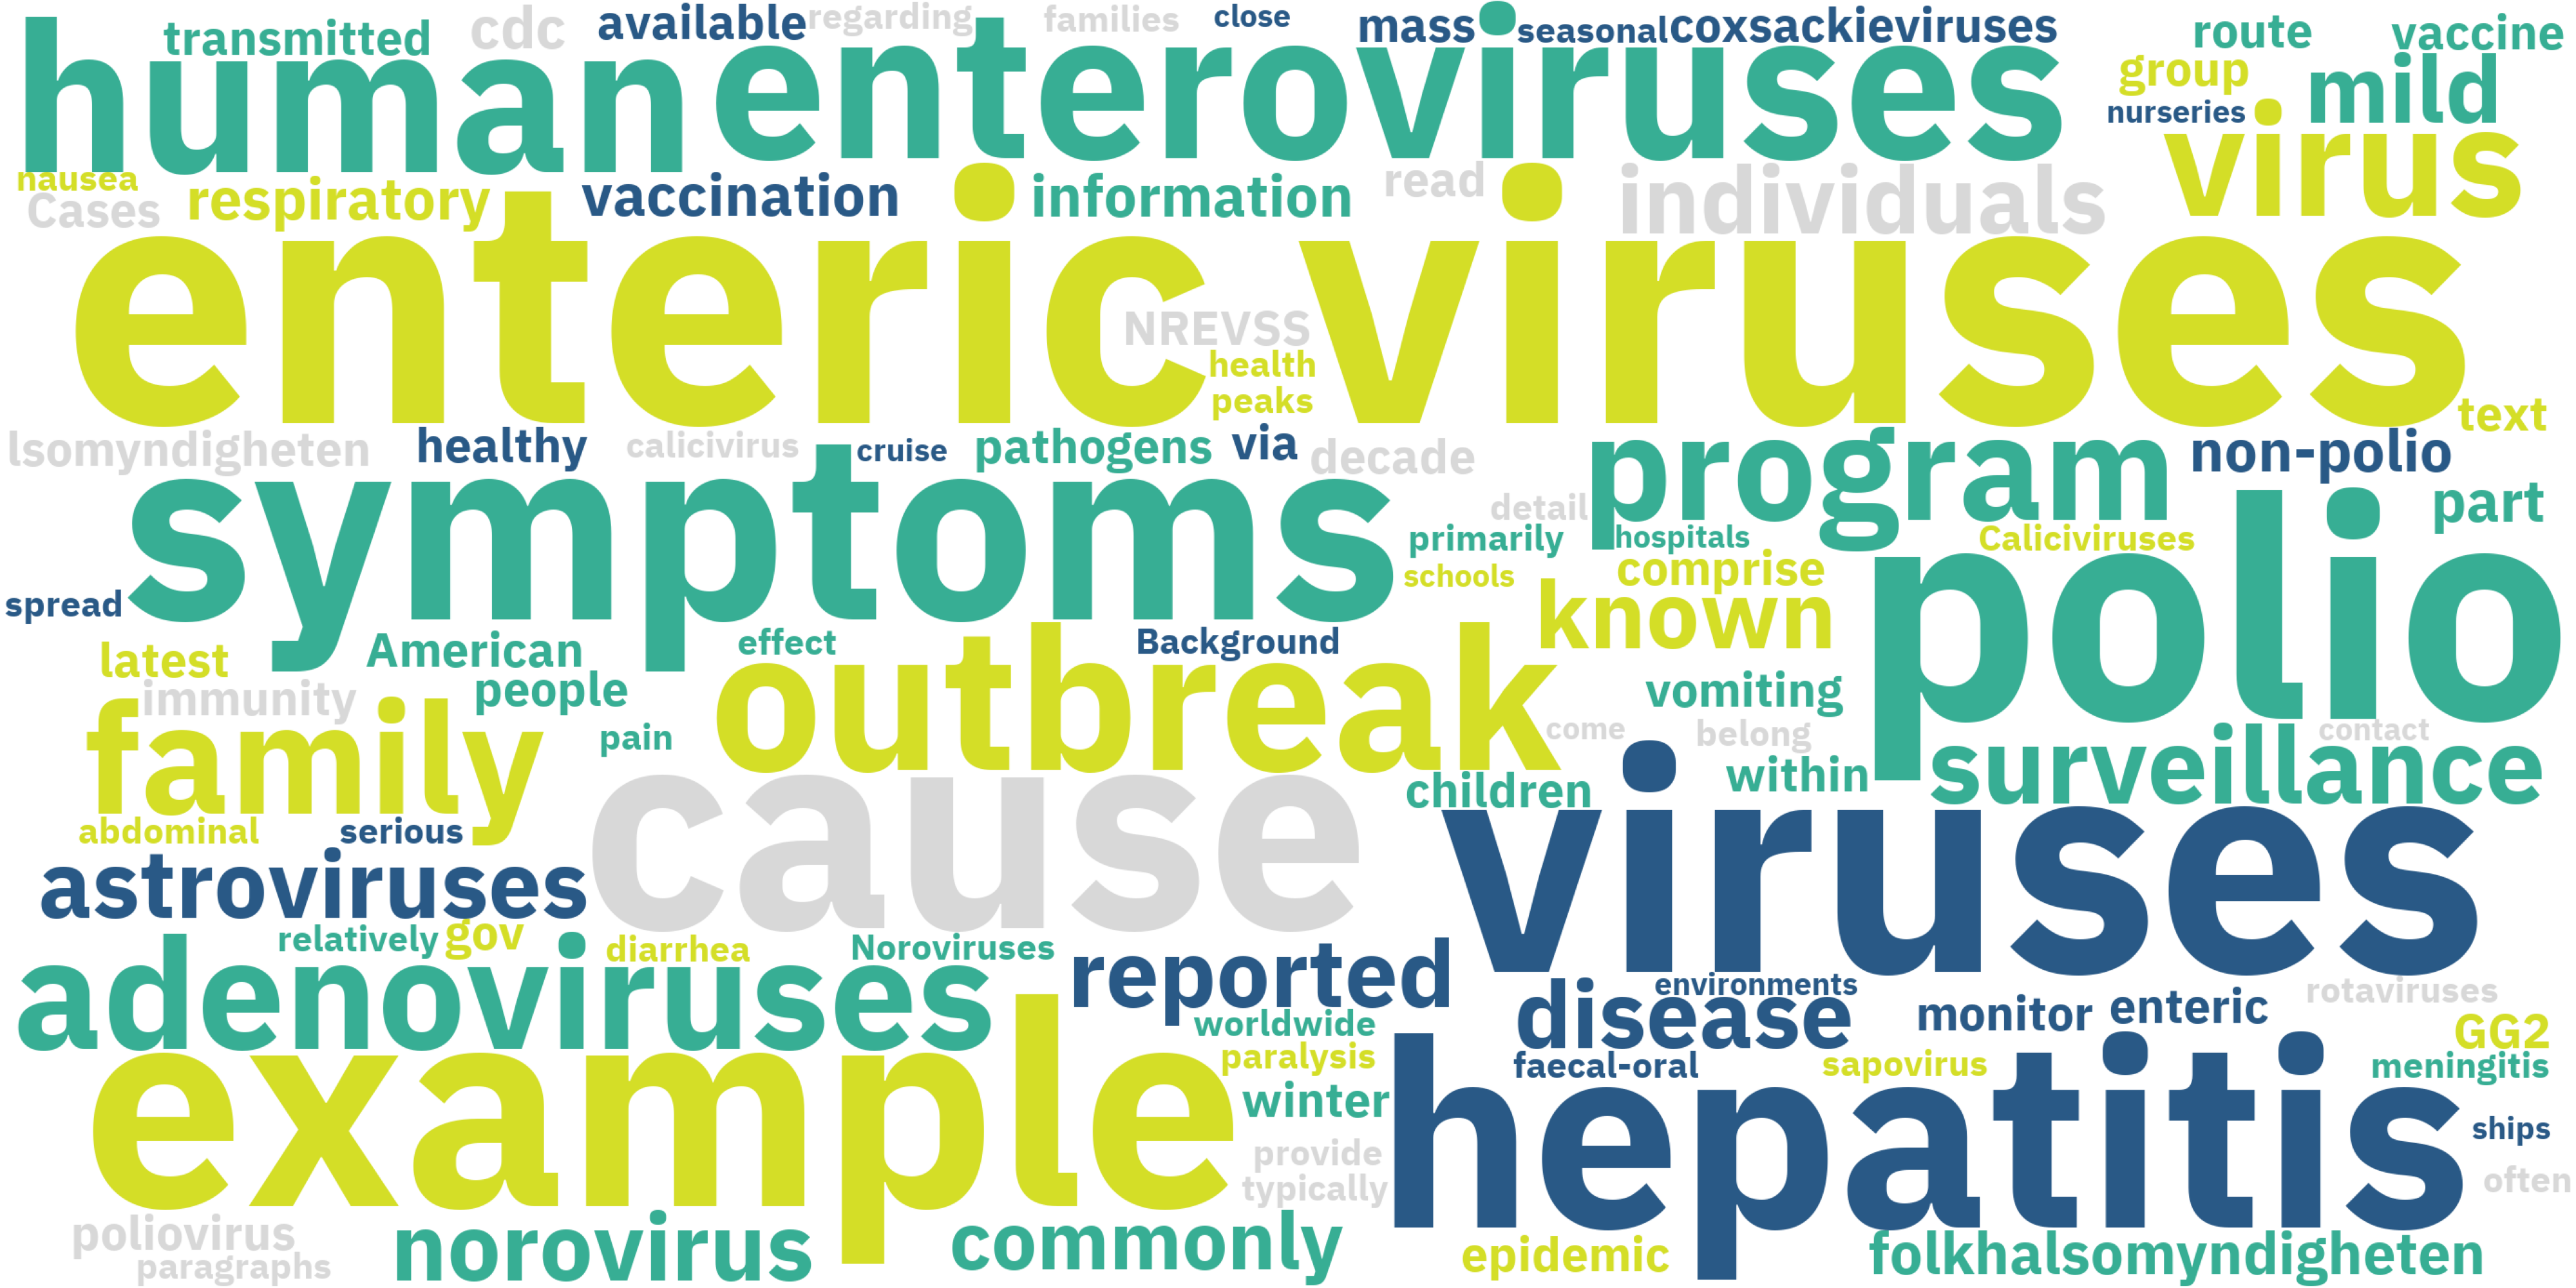 transmitted cdc available regarding families close mass seasonal coxsackieviruses route vaccine
human enteroviruses group mild
nurseries virus
nausea respiratory vaccination information read individuals
Cases
enteric viruses
NREVSS
health
peaks
text
lsomyndigheten healthy calicivirus cruise pathogens via decade program non-polio
symptoms detail part
primarily hospitals Caliciviruses
schools comprise polio
spread known
latest American effect Background outbreak
immunity people vomiting
family pain come belong contact
cause children within surveillance
abdominal serious viruses
astroviruses
relatively gov diarrhea Noroviruses reported
adenoviruses disease environments monitor enteric rotaviruses
worldwide GG2
example paralysis faecal-oral sapovirus meningitis
winter hepatitis ships
provide
typically often
poliovirus norovirus commonly epidemic folkhalsomyndigheten
paragraphs